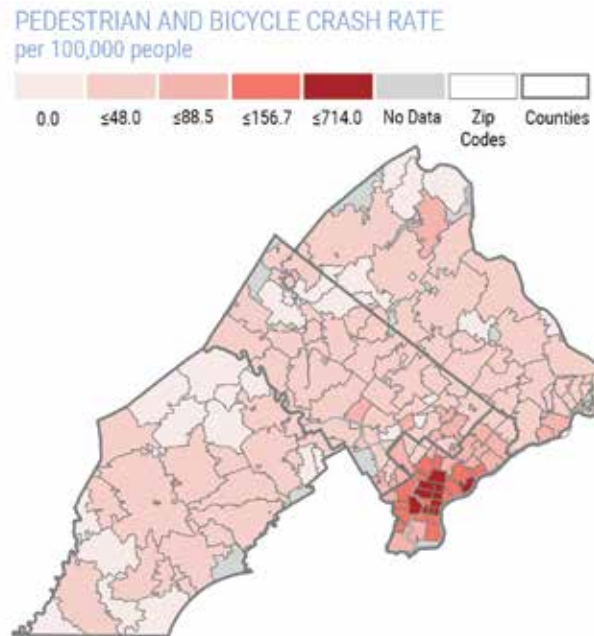 PEDESTRIAN AND BICYCLE CRASH RATE
per 100,000 people
0.0 ≤48.0 ≤88.5 ≤156.7 ≤714.0 No Data Zip Codes Counties